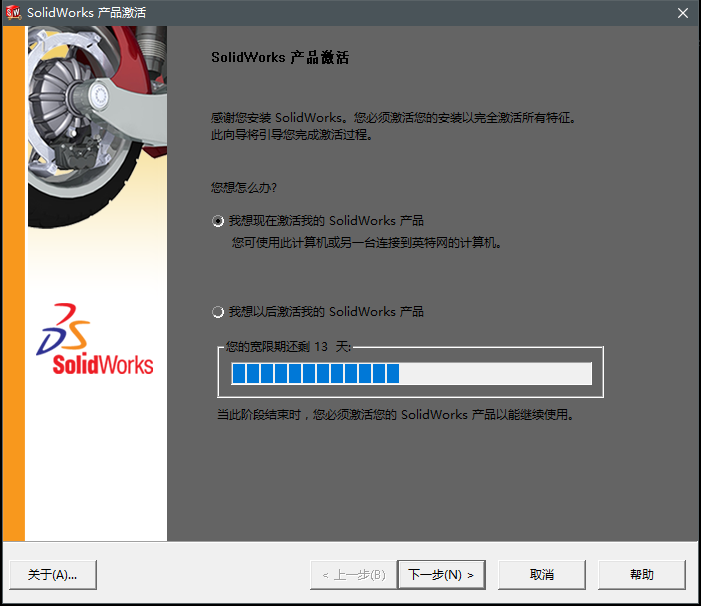 SolidWorks 产品激活
SolidWorks 产品激活
感谢您安装 SolidWorks。您必须激活您的安装以完全激活所有特征。
此向导将引导您完成激活过程。
您想怎么办?
我想现在激活我的 SolidWorks 产品
您可使用此计算机或另一台连接到英特网的计算机。
我想以后激活我的 SolidWorks 产品
您的宽限期还剩 13 天:
当此阶段结束时，您必须激活您的 SolidWorks 产品以能继续使用。
SolidWorks
关于(A)...
< 上一步(B)
下一步(N) >
取消
帮助